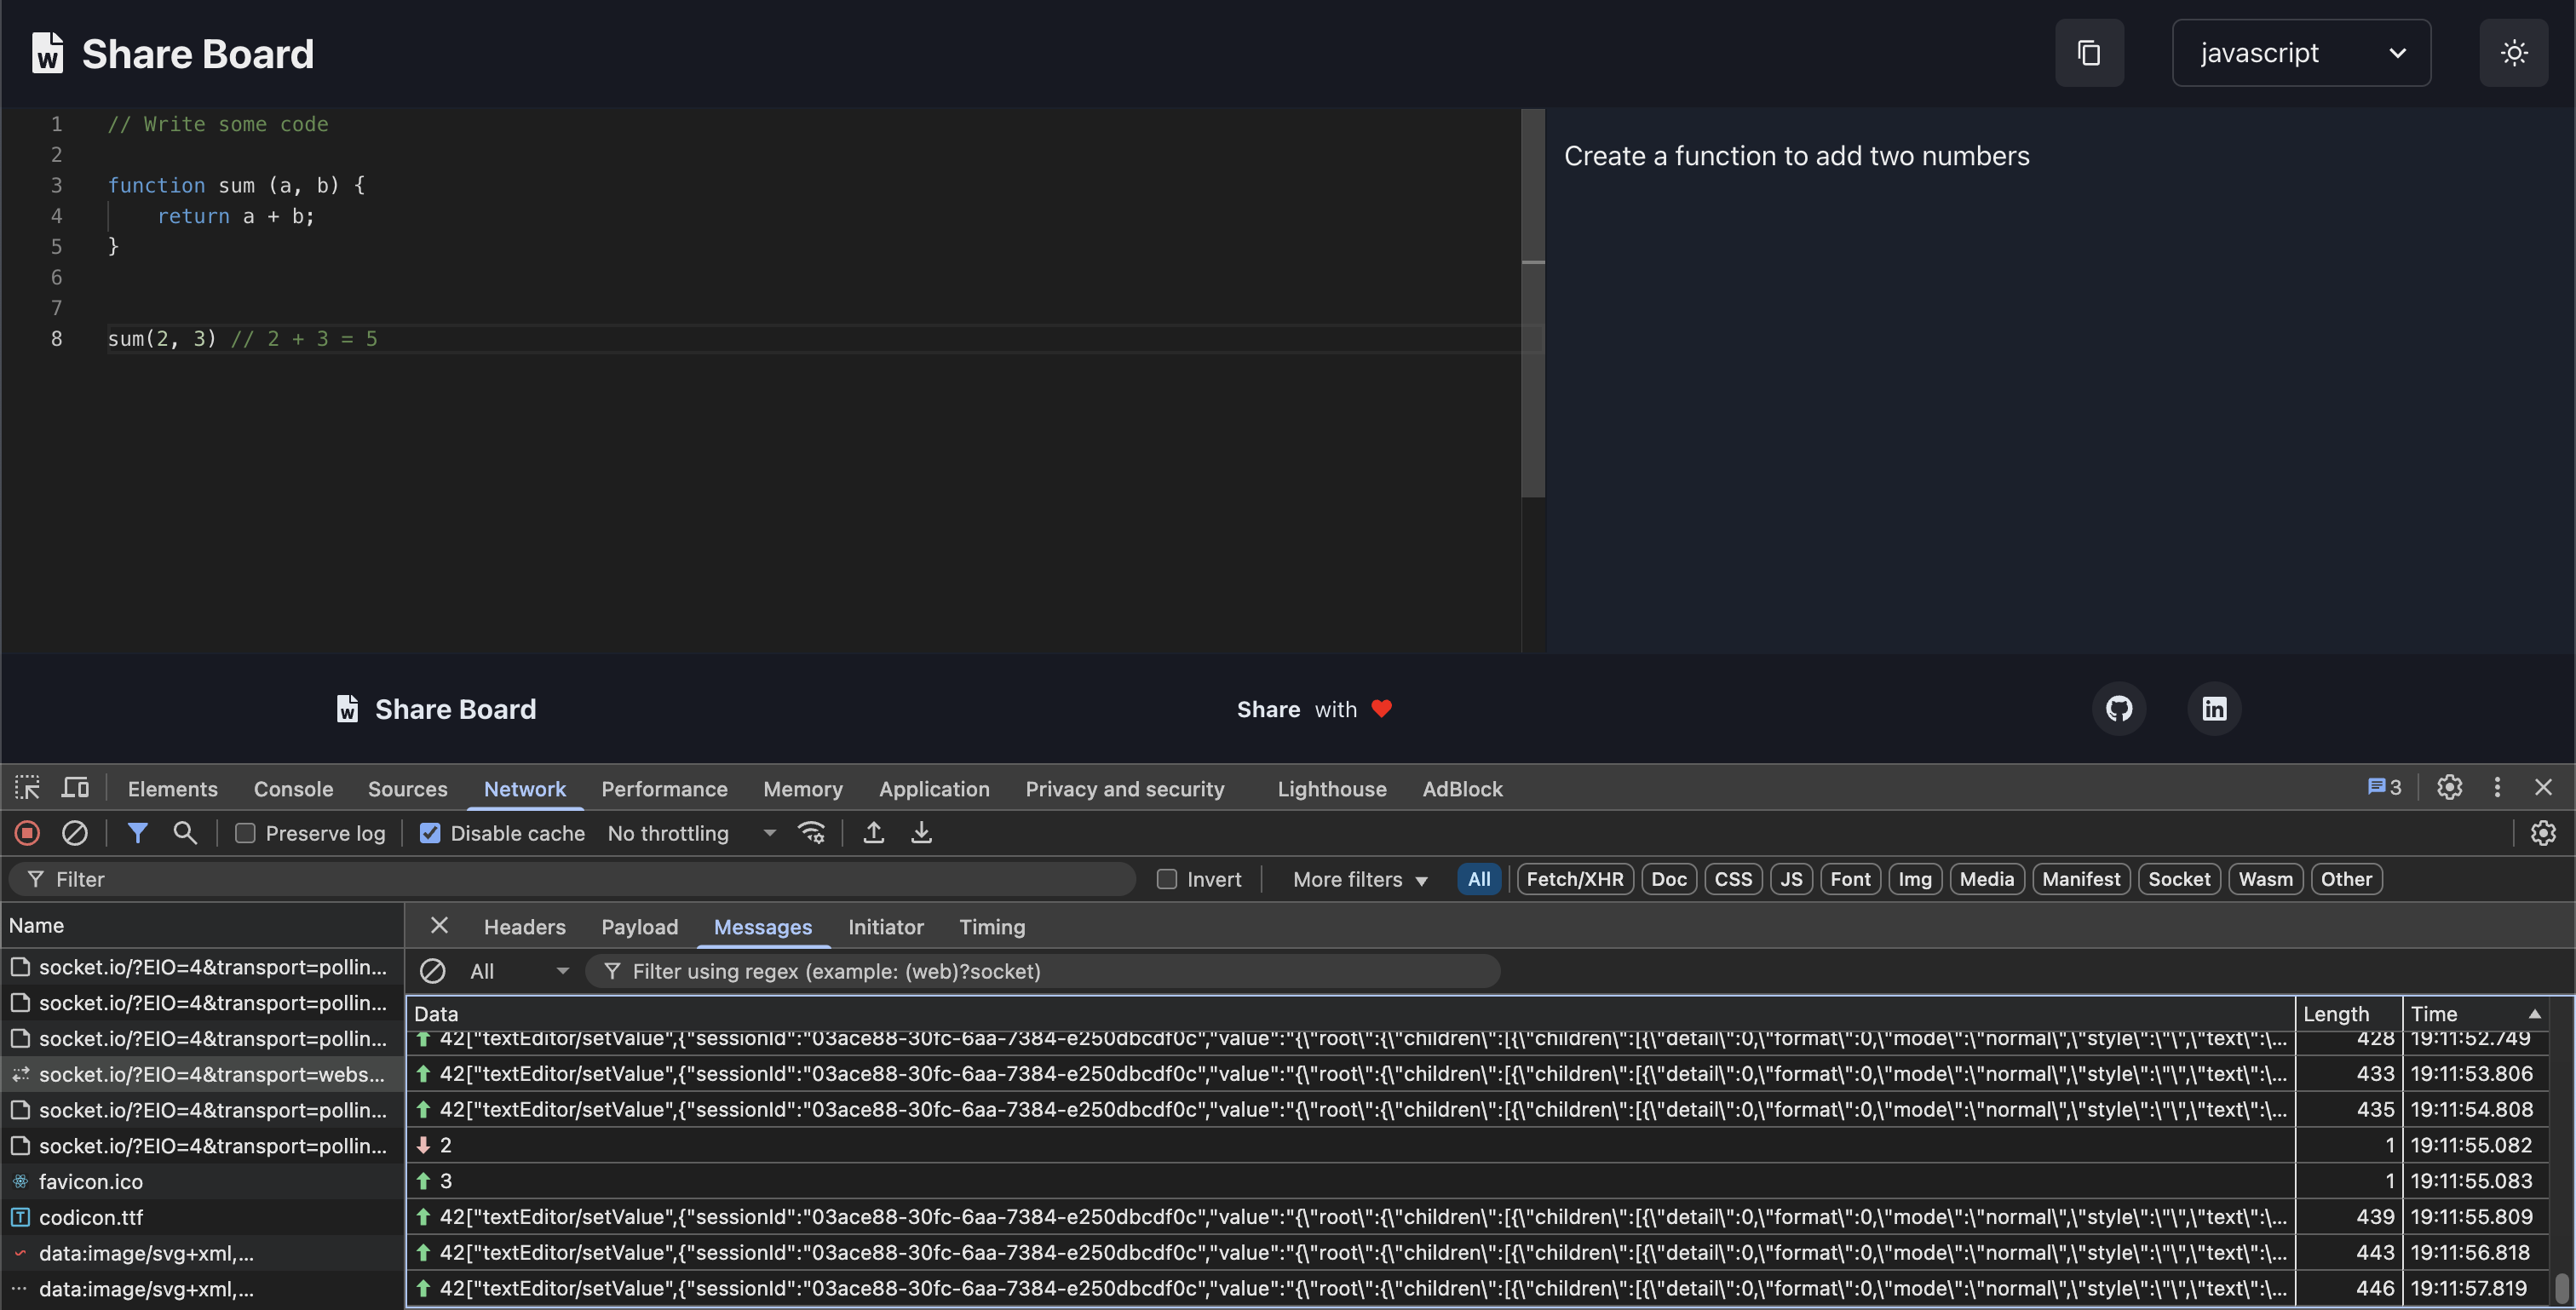 Share Board
javascript
1 // Write some code
2
3 function sum (a, b) {
4 return a + b;
5 }
6
7
8 sum(2, 3) // 2 + 3 = 5
Create a function to add two numbers
Share Board
Share with
Elements Console Sources Network Performance Memory Application Privacy and security Lighthouse AdBlock 3
Preserve log Disable cache No throttling
Filter Invert More filters All Fetch/XHR Doc CSS JS Font Img Media Manifest Socket Wasm Other
Name
socket.io/?EIO=4&transport=pollin...
socket.io/?EIO=4&transport=pollin...
socket.io/?EIO=4&transport=pollin...
socket.io/?EIO=4&transport=webs...
socket.io/?EIO=4&transport=pollin...
socket.io/?EIO=4&transport=pollin...
favicon.ico
codicon.ttf
data:image/svg+xml,...
data:image/svg+xml,...
Headers Payload Messages Initiator Timing
All Filter using regex (example: (web)?socket)
Data Length Time
42["textEditor/setValue",{"sessionId":"03ace88-30fc-6aa-7384-e250dbcdf0c","value":"{\"root\":{\"children\":[{\"children\":[{\"detail\":0,\"format\":0,\"mode\":\"normal\",\"style\":\"\",\"text\":\... 428 19:11:52.749
42["textEditor/setValue",{"sessionId":"03ace88-30fc-6aa-7384-e250dbcdf0c","value":"{\"root\":{\"children\":[{\"children\":[{\"detail\":0,\"format\":0,\"mode\":\"normal\",\"style\":\"\",\"text\":\... 433 19:11:53.806
42["textEditor/setValue",{"sessionId":"03ace88-30fc-6aa-7384-e250dbcdf0c","value":"{\"root\":{\"children\":[{\"children\":[{\"detail\":0,\"format\":0,\"mode\":\"normal\",\"style\":\"\",\"text\":\... 435 19:11:54.808
2 1 19:11:55.082
3 1 19:11:55.083
42["textEditor/setValue",{"sessionId":"03ace88-30fc-6aa-7384-e250dbcdf0c","value":"{\"root\":{\"children\":[{\"children\":[{\"detail\":0,\"format\":0,\"mode\":\"normal\",\"style\":\"\",\"text\":\... 439 19:11:55.809
42["textEditor/setValue",{"sessionId":"03ace88-30fc-6aa-7384-e250dbcdf0c","value":"{\"root\":{\"children\":[{\"children\":[{\"detail\":0,\"format\":0,\"mode\":\"normal\",\"style\":\"\",\"text\":\... 443 19:11:56.818
42["textEditor/setValue",{"sessionId":"03ace88-30fc-6aa-7384-e250dbcdf0c","value":"{\"root\":{\"children\":[{\"children\":[{\"detail\":0,\"format\":0,\"mode\":\"normal\",\"style\":\"\",\"text\":\... 446 19:11:57.819